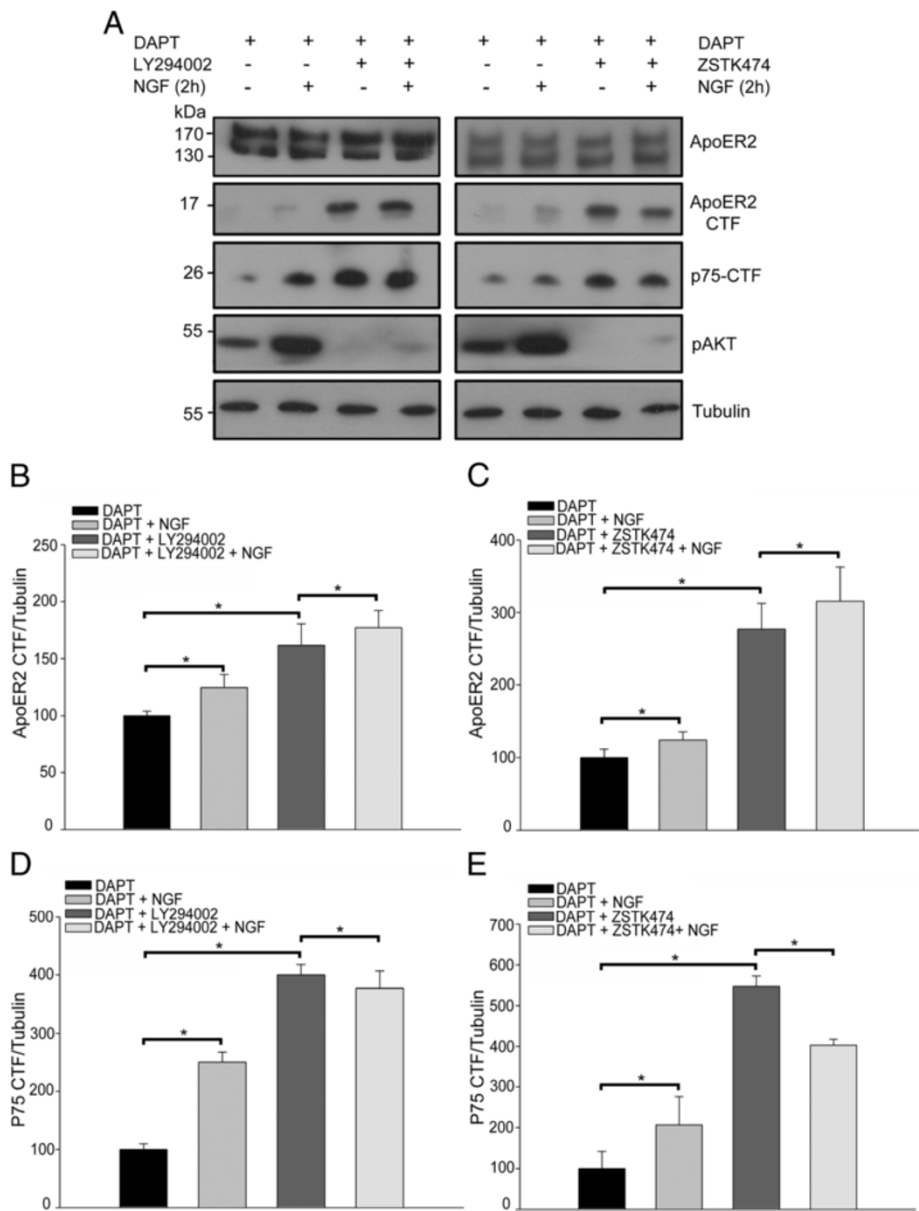 A
DAPT + + + + + + + + DAPT
LY294002 - - + + - - + + ZSTK474
NGF (2h) - + - + - + - + NGF (2h)
kDa
170
130
ApoER2
17
ApoER2
CTF
26
p75-CTF
55
pAKT
55
Tubulin
B
DAPT
DAPT + NGF
DAPT + LY294002
DAPT + LY294002 + NGF
ApoER2 CTF/Tubulin
250
200
150
100
50
0
* * *
C
DAPT
DAPT + NGF
DAPT + ZSTK474
DAPT + ZSTK474 + NGF
ApoER2 CTF/Tubulin
400
300
200
100
0
* * *
D
DAPT
DAPT + NGF
DAPT + LY294002
DAPT + LY294002 + NGF
P75 CTF/Tubulin
500
400
300
200
100
0
* * *
E
DAPT
DAPT + NGF
DAPT + ZSTK474
DAPT + ZSTK474+ NGF
P75 CTF/Tubulin
700
600
500
400
300
200
100
0
* * *